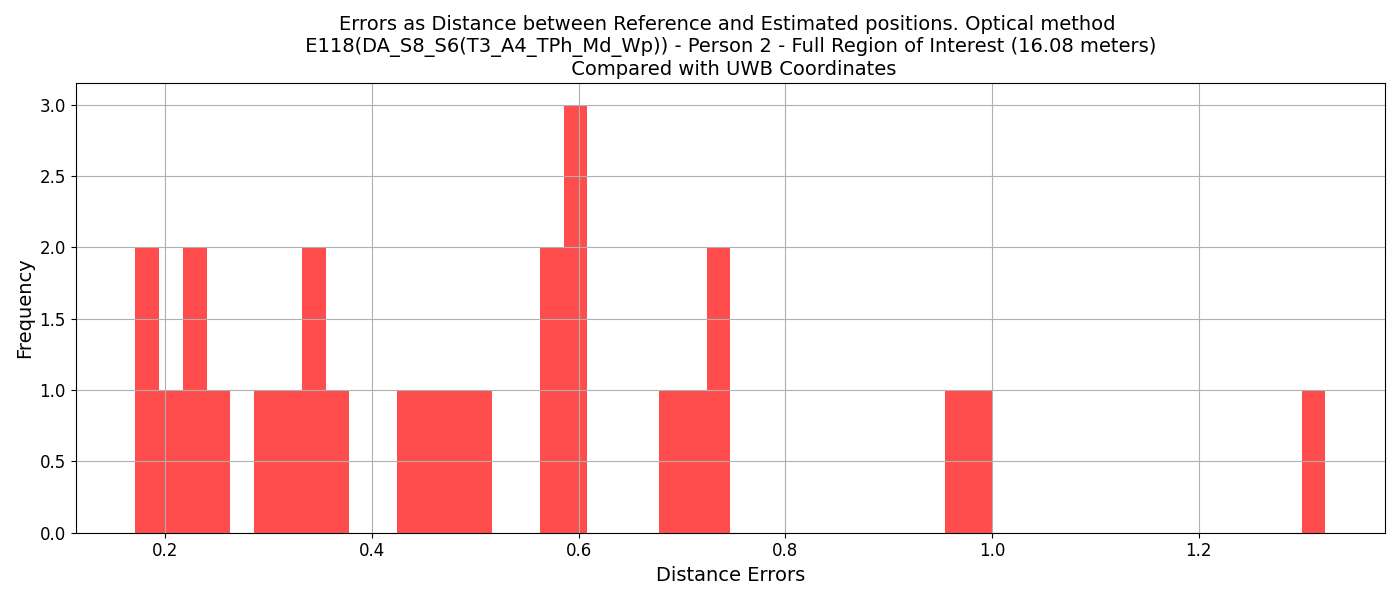 Errors as Distance between Reference and Estimated positions. Optical method
E118(DA_S8_S6(T3_A4_TPh_Md_Wp)) - Person 2 - Full Region of Interest (16.08 meters)
Compared with UWB Coordinates
3.0
2.5
2.0
1.5
1.0
0.5
0.0
Frequency
0.2 0.4 0.6 0.8 1.0 1.2
Distance Errors